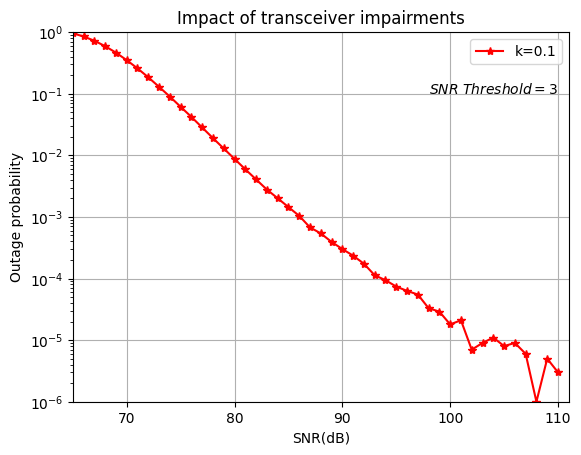 Impact of transceiver impairments
k=0.1
SNR Threshold = 3
Outage probability
10^0
10^-1
10^-2
10^-3
10^-4
10^-5
10^-6
70 80 90 100 110
SNR(dB)